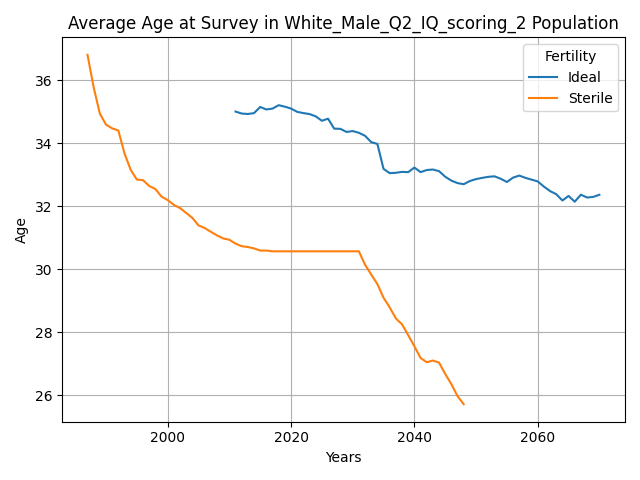 Average Age at Survey in White_Male_Q2_IQ_scoring_2 Population
Fertility
Ideal
Sterile
36
34
32
30
28
26
Age
2000
2020
2040
2060
Years